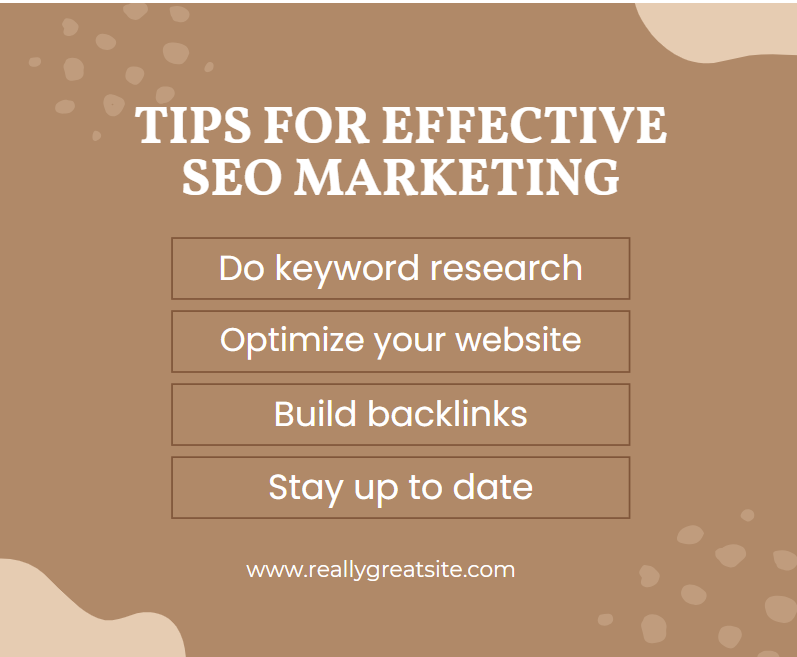 TIPS FOR EFFECTIVE
SEO MARKETING
Do keyword research
Optimize your website
Build backlinks
Stay up to date
www.reallygreatsite.com